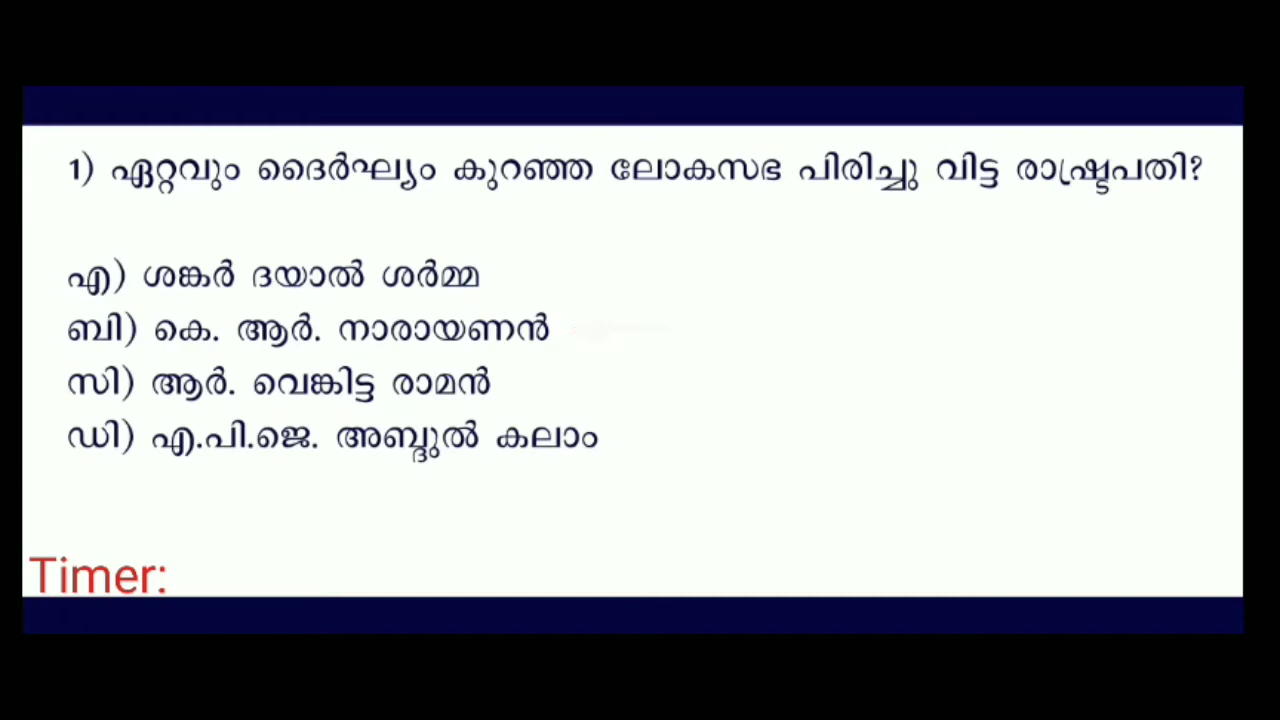 1) ഏറ്റവും ദൈർഘ്യം കുറഞ്ഞ ലോകസഭ പിരിച്ചു വിട്ട രാഷ്ട്രപതി?
എ) ശങ്കർ ദയാൽ ശർമ്മ
ബി) കെ. ആർ. നാരായണൻ
സി) ആർ. വെങ്കിട്ട രാമൻ
ഡി) എ.പി.ജെ. അബ്ദുൽ കലാം
Timer: